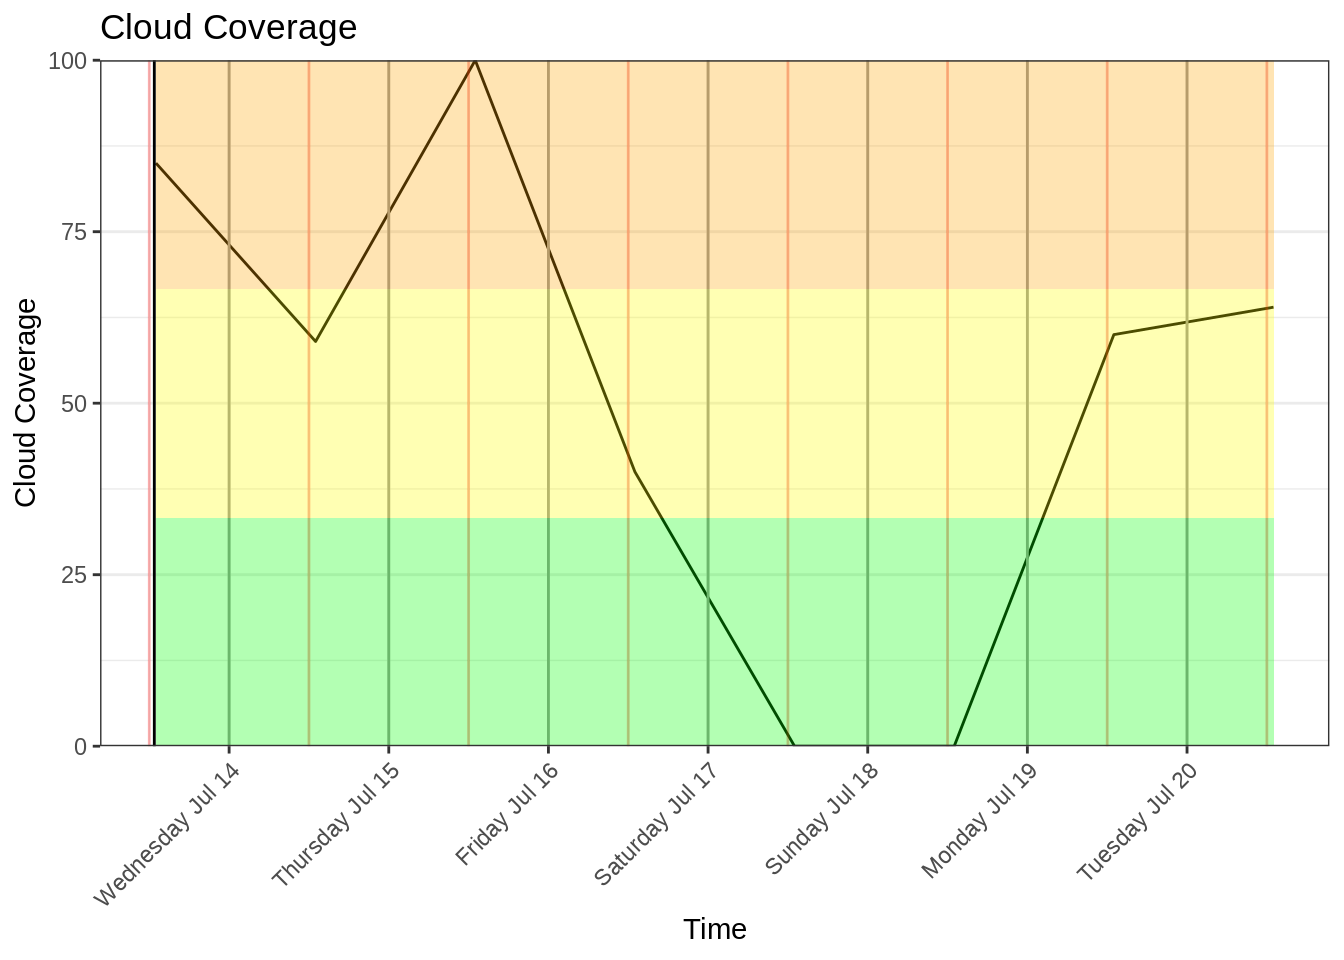 Cloud Coverage
100
75
50
25
0
Cloud Coverage
Wednesday Jul 14
Thursday Jul 15
Friday Jul 16
Saturday Jul 17
Sunday Jul 18
Monday Jul 19
Tuesday Jul 20
Time